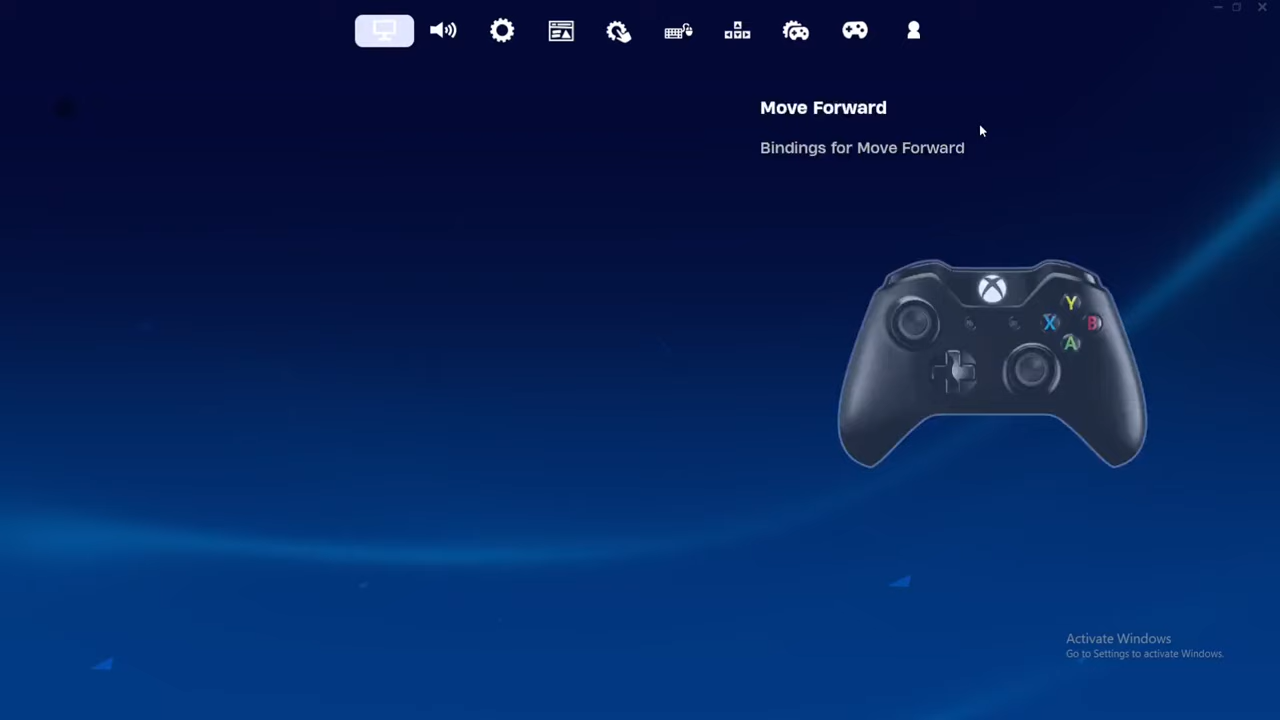 Move Forward
Bindings for Move Forward
Y
X
B
A
Activate Windows
Go to Settings to activate Windows.